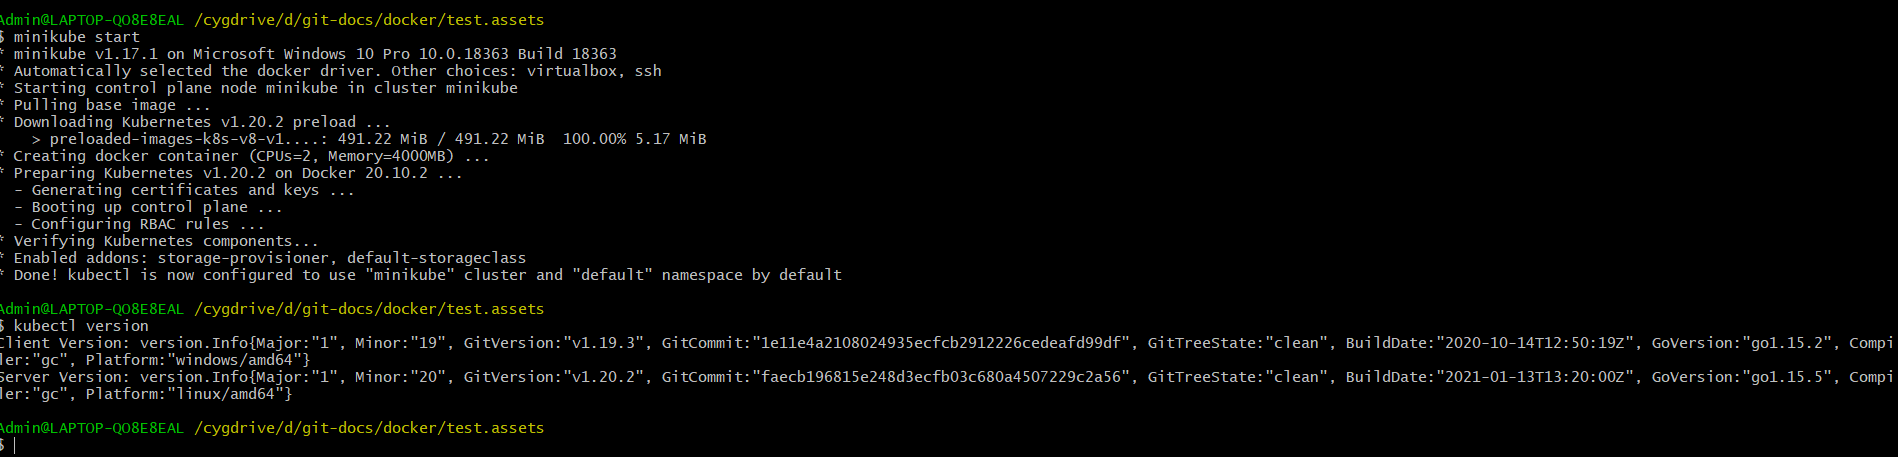 Admin@LAPTOP-QO8E8EAL /cygdrive/d/git-docs/docker/test.assets
$ minikube start
* minikube v1.17.1 on Microsoft Windows 10 Pro 10.0.18363 Build 18363
* Automatically selected the docker driver. Other choices: virtualbox, ssh
* Starting control plane node minikube in cluster minikube
* Pulling base image ...
* Downloading Kubernetes v1.20.2 preload ...
    > preloaded-images-k8s-v8-v1....: 491.22 MiB / 491.22 MiB  100.00% 5.17 MiB
* Creating docker container (CPUs=2, Memory=4000MB) ...
* Preparing Kubernetes v1.20.2 on Docker 20.10.2 ...
  - Generating certificates and keys ...
  - Booting up control plane ...
  - Configuring RBAC rules ...
* Verifying Kubernetes components...
* Enabled addons: storage-provisioner, default-storageclass
* Done! kubectl is now configured to use "minikube" cluster and "default" namespace by default
Admin@LAPTOP-QO8E8EAL /cygdrive/d/git-docs/docker/test.assets
$ kubectl version
Client Version: version.Info{Major:"1", Minor:"19", GitVersion:"v1.19.3", GitCommit:"1e11e4a2108024935ecfcb2912226cedeafd99df", GitTreeState:"clean", BuildDate:"2020-10-14T12:50:19Z", GoVersion:"go1.15.2", Compi
ler:"gc", Platform:"windows/amd64"}
Server Version: version.Info{Major:"1", Minor:"20", GitVersion:"v1.20.2", GitCommit:"faecb196815e248d3ecfb03c680a4507229c2a56", GitTreeState:"clean", BuildDate:"2021-01-13T13:20:00Z", GoVersion:"go1.15.5", Compi
ler:"gc", Platform:"linux/amd64"}
Admin@LAPTOP-QO8E8EAL /cygdrive/d/git-docs/docker/test.assets
$